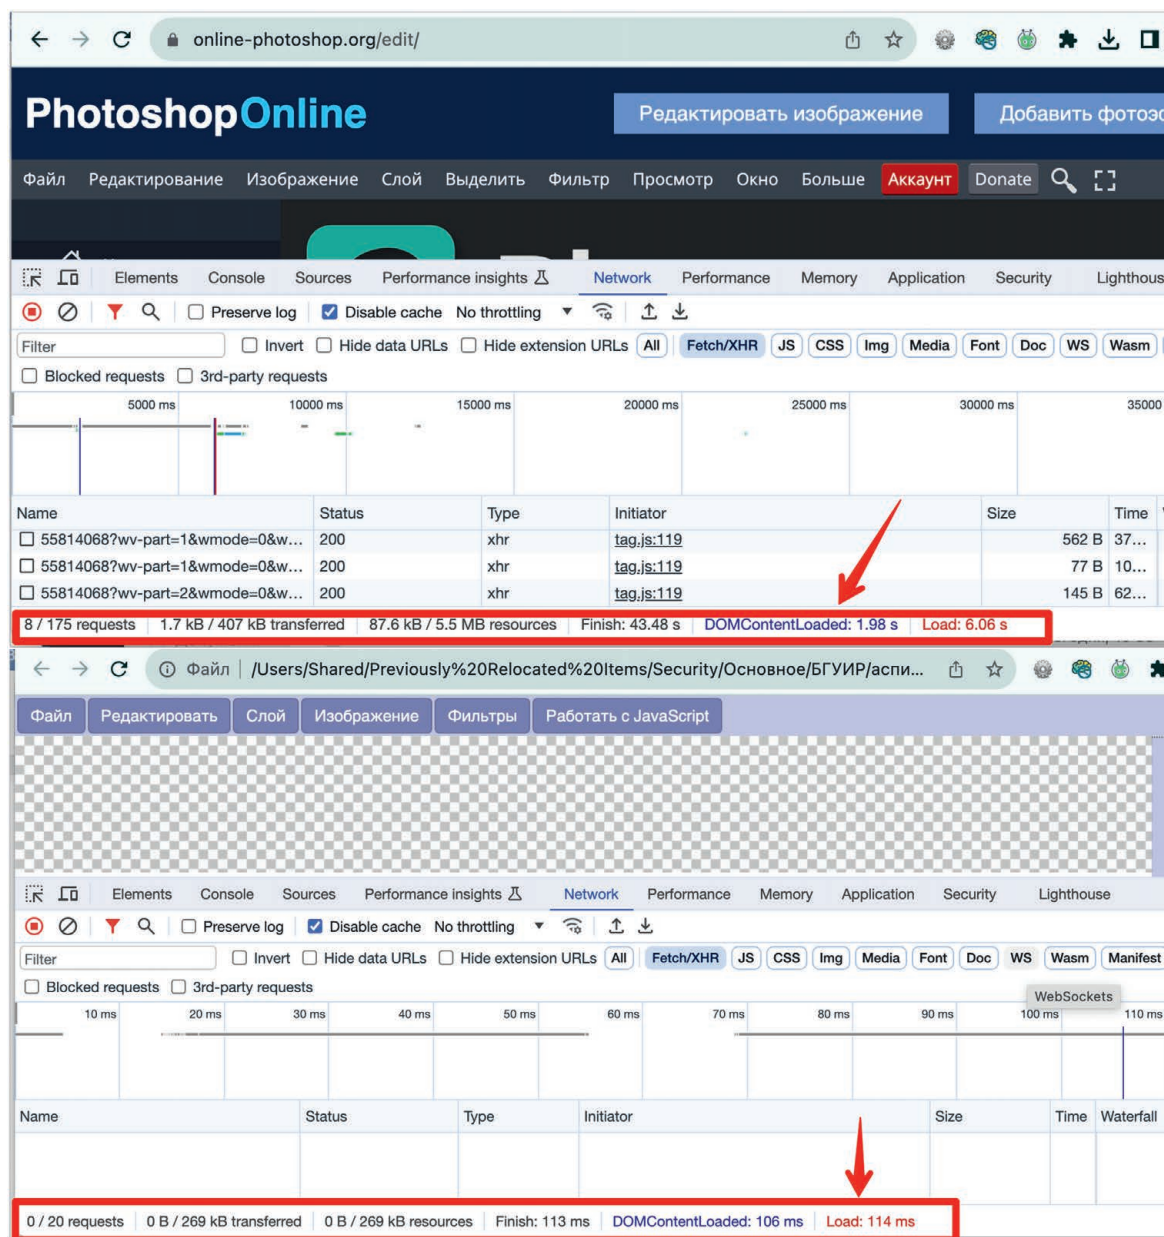 online-photoshop.org/edit/
PhotoshopOnline Редактировать изображение Добавить фотоэф
Файл Редактирование Изображение Слой Выделить Фильтр Просмотр Окно Больше Аккаунт Donate
Elements Console Sources Performance insights Network Performance Memory Application Security Lighthous
Preserve log Disable cache No throttling
Filter Invert Hide data URLs Hide extension URLs All Fetch/XHR JS CSS Img Media Font Doc WS Wasm
Blocked requests 3rd-party requests
5000 ms 10000 ms 15000 ms 20000 ms 25000 ms 30000 ms 35000
Name Status Type Initiator Size Time
55814068?wv-part=1&wmode=0&w... 200 xhr tag.js:119 562 B 37...
55814068?wv-part=1&wmode=0&w... 200 xhr tag.js:119 77 B 10...
55814068?wv-part=2&wmode=0&w... 200 xhr tag.js:119 145 B 62...
8 / 175 requests 1.7 kB / 407 kB transferred 87.6 kB / 5.5 MB resources Finish: 43.48 s DOMContentLoaded: 1.98 s Load: 6.06 s
Файл /Users/Shared/Previously%20Relocated%20Items/Security/Основное/БГУИР/аспи...
Файл Редактировать Слой Изображение Фильтры Работать с JavaScript
Elements Console Sources Performance insights Network Performance Memory Application Security Lighthouse
Preserve log Disable cache No throttling
Filter Invert Hide data URLs Hide extension URLs All Fetch/XHR JS CSS Img Media Font Doc WS Wasm Manifest
Blocked requests 3rd-party requests
WebSockets
10 ms 20 ms 30 ms 40 ms 50 ms 60 ms 70 ms 80 ms 90 ms 100 ms 110 ms
Name Status Type Initiator Size Time Waterfall
0 / 20 requests 0 B / 269 kB transferred 0 B / 269 kB resources Finish: 113 ms DOMContentLoaded: 106 ms Load: 114 ms